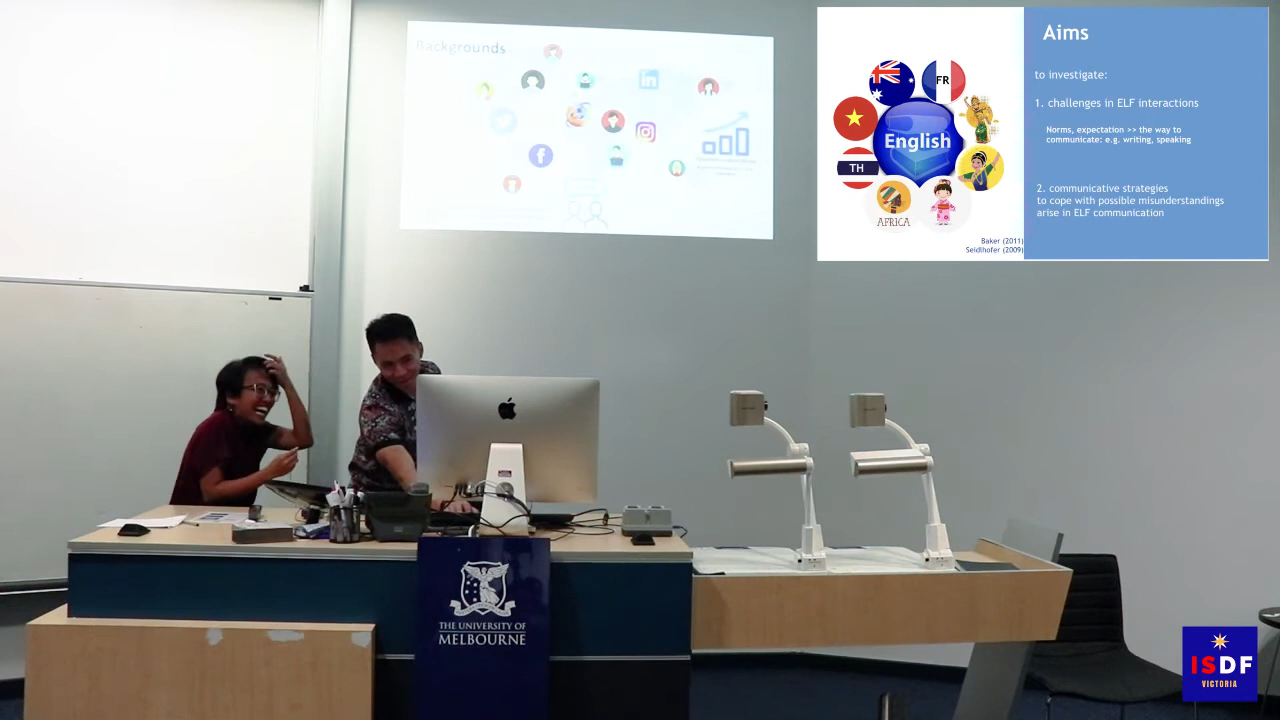 Backgrounds
Aims
to investigate:
1. challenges in ELF interactions
Norms, expectation >> the way to
communicate: e.g. writing, speaking
2. communicative strategies
to cope with possible misunderstandings
arise in ELF communication
FR
English
TH
AFRICA
Baker (2011)
Seidlhofer (2009)
THE UNIVERSITY OF
MELBOURNE
ISDF
VICTORIA